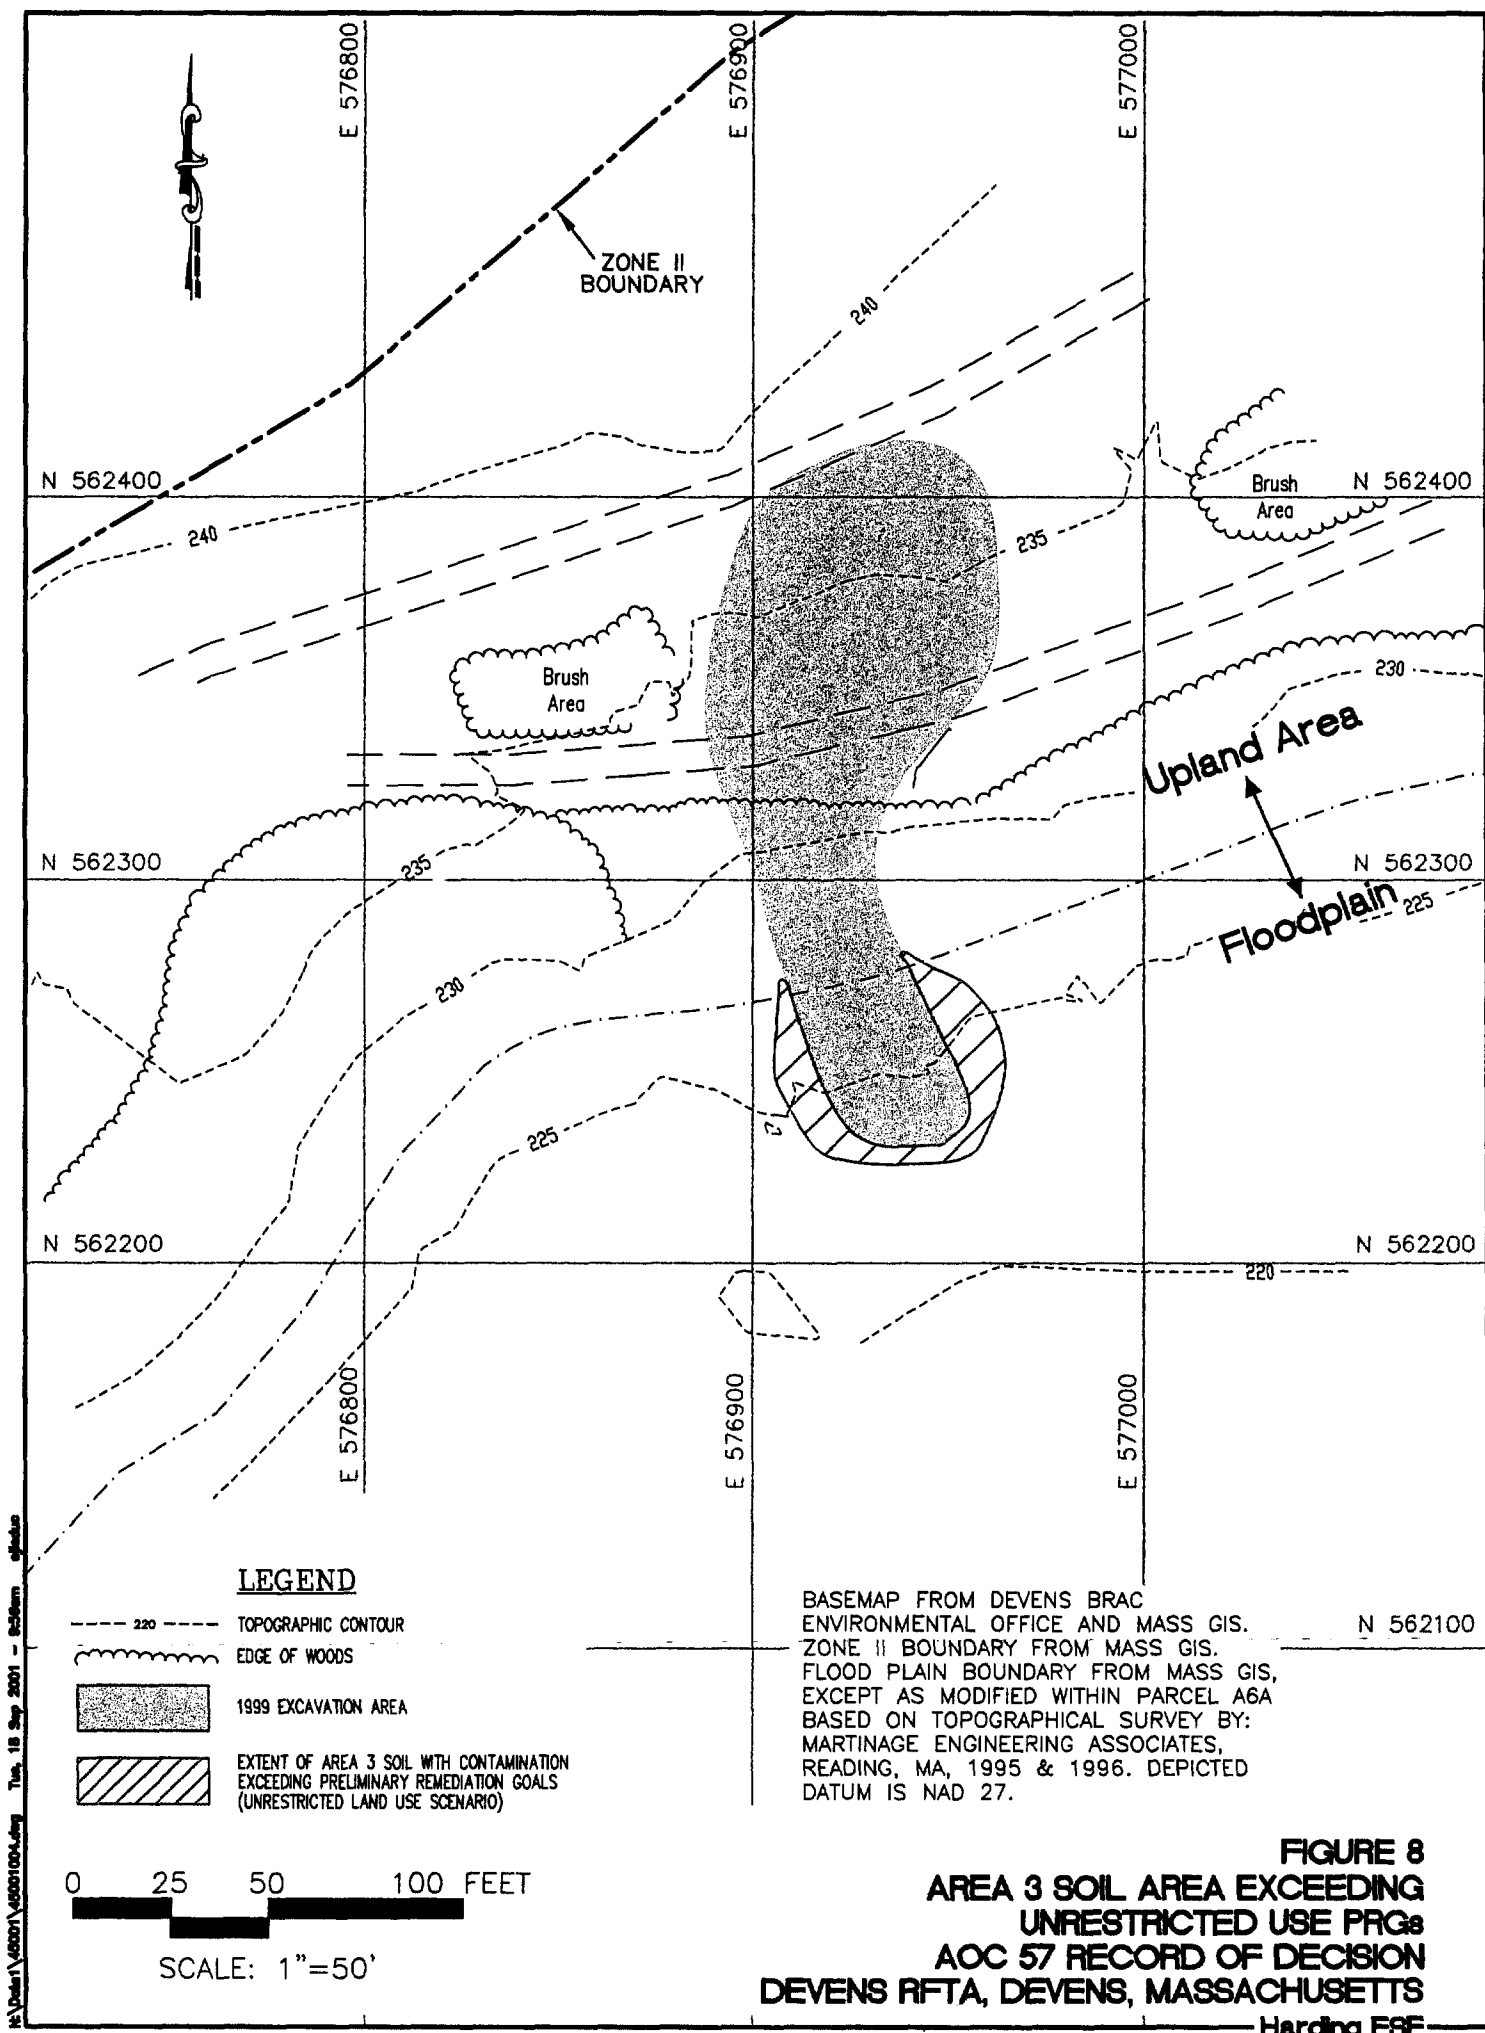 E 576800
E 576900
E 577000
ZONE II
BOUNDARY
240
N 562400
Brush
Area
N 562400
240
235
Brush
Area
230
Upland Area
N 562300
235
N 562300
Floodplain
225
230
225
N 562200
N 562200
220
E 576800
E 576900
E 577000
LEGEND
220
TOPOGRAPHIC CONTOUR
EDGE OF WOODS
1999 EXCAVATION AREA
EXTENT OF AREA 3 SOIL WITH CONTAMINATION
EXCEEDING PRELIMINARY REMEDIATION GOALS
(UNRESTRICTED LAND USE SCENARIO)
BASEMAP FROM DEVENS BRAC
ENVIRONMENTAL OFFICE AND MASS GIS.
ZONE II BOUNDARY FROM MASS GIS.
FLOOD PLAIN BOUNDARY FROM MASS GIS,
EXCEPT AS MODIFIED WITHIN PARCEL A6A
BASED ON TOPOGRAPHICAL SURVEY BY:
MARTINAGE ENGINEERING ASSOCIATES,
READING, MA, 1995 & 1996. DEPICTED
DATUM IS NAD 27.
N 562100
0 25 50 100 FEET
SCALE: 1"=50'
FIGURE 8
AREA 3 SOIL AREA EXCEEDING
UNRESTRICTED USE PRGs
AOC 57 RECORD OF DECISION
DEVENS RFTA, DEVENS, MASSACHUSETTS
Harding ESE
Tue, 18 Sep 2001 -